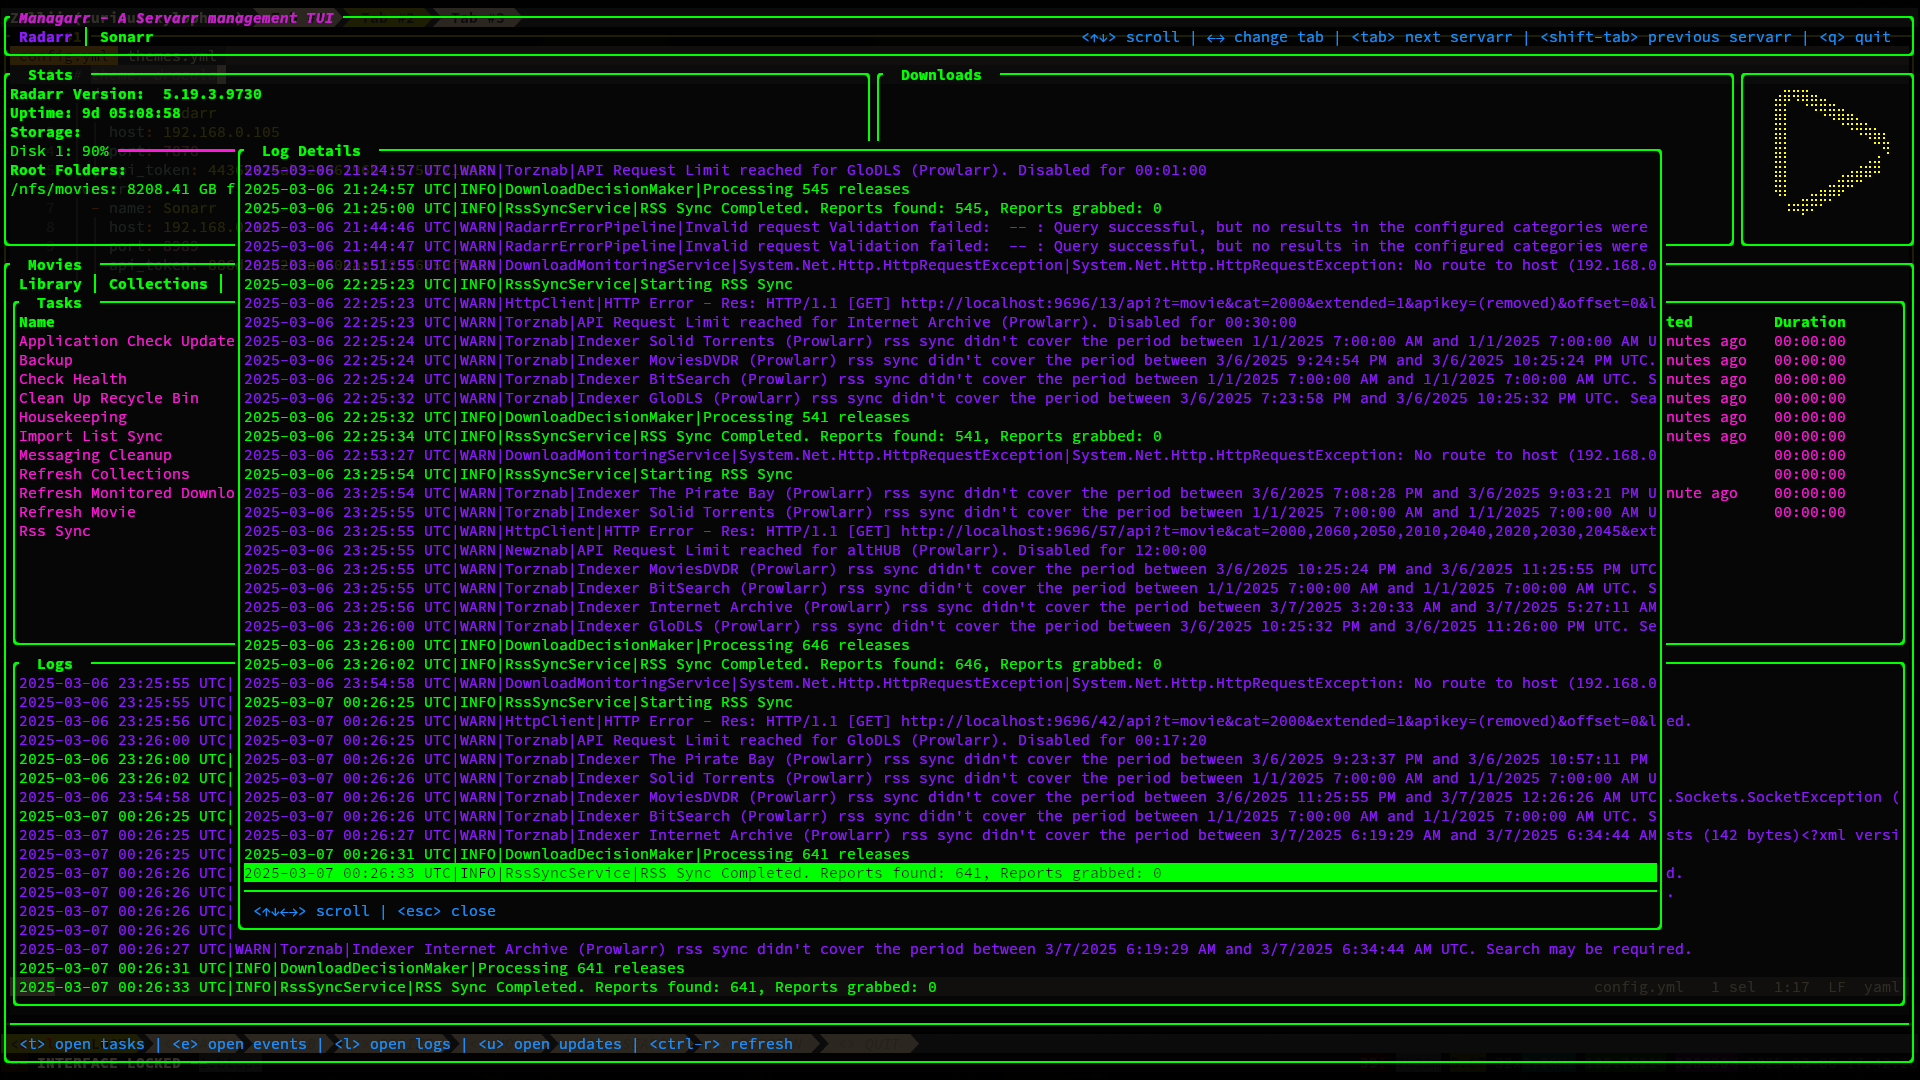 Managarr - A Servarr management TUI
Radarr | Sonarr
<↑↓> scroll | ←→ change tab | <tab> next servarr | <shift-tab> previous servarr | <q> quit
Stats
Downloads
Radarr Version:  5.19.3.9730
Uptime: 9d 05:08:58
Storage:
Disk 1: 90%
Root Folders:
/nfs/movies: 8208.41 GB f
Log Details
2025-03-06 21:24:57 UTC|WARN|Torznab|API Request Limit reached for GloDLS (Prowlarr). Disabled for 00:01:00
2025-03-06 21:24:57 UTC|INFO|DownloadDecisionMaker|Processing 545 releases
2025-03-06 21:25:00 UTC|INFO|RssSyncService|RSS Sync Completed. Reports found: 545, Reports grabbed: 0
2025-03-06 21:44:46 UTC|WARN|RadarrErrorPipeline|Invalid request Validation failed:  -- : Query successful, but no results in the configured categories were
2025-03-06 21:44:47 UTC|WARN|RadarrErrorPipeline|Invalid request Validation failed:  -- : Query successful, but no results in the configured categories were
2025-03-06 21:51:55 UTC|WARN|DownloadMonitoringService|System.Net.Http.HttpRequestException|System.Net.Http.HttpRequestException: No route to host (192.168.0
2025-03-06 22:25:23 UTC|INFO|RssSyncService|Starting RSS Sync
2025-03-06 22:25:23 UTC|WARN|HttpClient|HTTP Error - Res: HTTP/1.1 [GET] http://localhost:9696/13/api?t=movie&cat=2000&extended=1&apikey=(removed)&offset=0&l
2025-03-06 22:25:23 UTC|WARN|Torznab|API Request Limit reached for Internet Archive (Prowlarr). Disabled for 00:30:00
2025-03-06 22:25:24 UTC|WARN|Torznab|Indexer Solid Torrents (Prowlarr) rss sync didn't cover the period between 1/1/2025 7:00:00 AM and 1/1/2025 7:00:00 AM U
2025-03-06 22:25:24 UTC|WARN|Torznab|Indexer MoviesDVDR (Prowlarr) rss sync didn't cover the period between 3/6/2025 9:24:54 PM and 3/6/2025 10:25:24 PM UTC.
2025-03-06 22:25:24 UTC|WARN|Torznab|Indexer BitSearch (Prowlarr) rss sync didn't cover the period between 1/1/2025 7:00:00 AM and 1/1/2025 7:00:00 AM UTC. S
2025-03-06 22:25:32 UTC|WARN|Torznab|Indexer GloDLS (Prowlarr) rss sync didn't cover the period between 3/6/2025 7:23:58 PM and 3/6/2025 10:25:32 PM UTC. Sea
2025-03-06 22:25:32 UTC|INFO|DownloadDecisionMaker|Processing 541 releases
2025-03-06 22:25:34 UTC|INFO|RssSyncService|RSS Sync Completed. Reports found: 541, Reports grabbed: 0
2025-03-06 22:53:27 UTC|WARN|DownloadMonitoringService|System.Net.Http.HttpRequestException|System.Net.Http.HttpRequestException: No route to host (192.168.0
2025-03-06 23:25:54 UTC|INFO|RssSyncService|Starting RSS Sync
2025-03-06 23:25:54 UTC|WARN|Torznab|Indexer The Pirate Bay (Prowlarr) rss sync didn't cover the period between 3/6/2025 7:08:28 PM and 3/6/2025 9:03:21 PM U
2025-03-06 23:25:55 UTC|WARN|Torznab|Indexer Solid Torrents (Prowlarr) rss sync didn't cover the period between 1/1/2025 7:00:00 AM and 1/1/2025 7:00:00 AM U
2025-03-06 23:25:55 UTC|WARN|HttpClient|HTTP Error - Res: HTTP/1.1 [GET] http://localhost:9696/57/api?t=movie&cat=2000,2060,2050,2010,2040,2020,2030,2045&ext
2025-03-06 23:25:55 UTC|WARN|Newznab|API Request Limit reached for altHUB (Prowlarr). Disabled for 12:00:00
2025-03-06 23:25:55 UTC|WARN|Torznab|Indexer MoviesDVDR (Prowlarr) rss sync didn't cover the period between 3/6/2025 10:25:24 PM and 3/6/2025 11:25:55 PM UTC
2025-03-06 23:25:55 UTC|WARN|Torznab|Indexer BitSearch (Prowlarr) rss sync didn't cover the period between 1/1/2025 7:00:00 AM and 1/1/2025 7:00:00 AM UTC. S
2025-03-06 23:25:56 UTC|WARN|Torznab|Indexer Internet Archive (Prowlarr) rss sync didn't cover the period between 3/7/2025 3:20:33 AM and 3/7/2025 5:27:11 AM
2025-03-06 23:26:00 UTC|WARN|Torznab|Indexer GloDLS (Prowlarr) rss sync didn't cover the period between 3/6/2025 10:25:32 PM and 3/6/2025 11:26:00 PM UTC. Se
2025-03-06 23:26:00 UTC|INFO|DownloadDecisionMaker|Processing 646 releases
2025-03-06 23:26:02 UTC|INFO|RssSyncService|RSS Sync Completed. Reports found: 646, Reports grabbed: 0
2025-03-06 23:54:58 UTC|WARN|DownloadMonitoringService|System.Net.Http.HttpRequestException|System.Net.Http.HttpRequestException: No route to host (192.168.0
2025-03-07 00:26:25 UTC|INFO|RssSyncService|Starting RSS Sync
2025-03-07 00:26:25 UTC|WARN|HttpClient|HTTP Error - Res: HTTP/1.1 [GET] http://localhost:9696/42/api?t=movie&cat=2000&extended=1&apikey=(removed)&offset=0&l
2025-03-07 00:26:25 UTC|WARN|Torznab|API Request Limit reached for GloDLS (Prowlarr). Disabled for 00:17:20
2025-03-07 00:26:26 UTC|WARN|Torznab|Indexer The Pirate Bay (Prowlarr) rss sync didn't cover the period between 3/6/2025 9:23:37 PM and 3/6/2025 10:57:11 PM
2025-03-07 00:26:26 UTC|WARN|Torznab|Indexer Solid Torrents (Prowlarr) rss sync didn't cover the period between 1/1/2025 7:00:00 AM and 1/1/2025 7:00:00 AM U
2025-03-07 00:26:26 UTC|WARN|Torznab|Indexer MoviesDVDR (Prowlarr) rss sync didn't cover the period between 3/6/2025 11:25:55 PM and 3/7/2025 12:26:26 AM UTC
2025-03-07 00:26:26 UTC|WARN|Torznab|Indexer BitSearch (Prowlarr) rss sync didn't cover the period between 1/1/2025 7:00:00 AM and 1/1/2025 7:00:00 AM UTC. S
2025-03-07 00:26:27 UTC|WARN|Torznab|Indexer Internet Archive (Prowlarr) rss sync didn't cover the period between 3/7/2025 6:19:29 AM and 3/7/2025 6:34:44 AM
2025-03-07 00:26:31 UTC|INFO|DownloadDecisionMaker|Processing 641 releases
2025-03-07 00:26:33 UTC|INFO|RssSyncService|RSS Sync Completed. Reports found: 641, Reports grabbed: 0
<↑↓←→> scroll | <esc> close
Movies
Library | Collections |
Tasks
Name
ted Duration
Application Check Update
nutes ago 00:00:00
Backup
nutes ago 00:00:00
Check Health
nutes ago 00:00:00
Clean Up Recycle Bin
nutes ago 00:00:00
Housekeeping
nutes ago 00:00:00
Import List Sync
nutes ago 00:00:00
Messaging Cleanup
00:00:00
Refresh Collections
00:00:00
Refresh Monitored Downlo
nute ago 00:00:00
Refresh Movie
00:00:00
Rss Sync
Logs
2025-03-06 23:25:55 UTC|
2025-03-06 23:25:55 UTC|
2025-03-06 23:25:56 UTC|
ed.
2025-03-06 23:26:00 UTC|
2025-03-06 23:26:00 UTC|
2025-03-06 23:26:02 UTC|
2025-03-06 23:54:58 UTC|
.Sockets.SocketException (
2025-03-07 00:26:25 UTC|
2025-03-07 00:26:25 UTC|
sts (142 bytes)<?xml versi
2025-03-07 00:26:25 UTC|
2025-03-07 00:26:26 UTC|
d.
2025-03-07 00:26:26 UTC|
.
2025-03-07 00:26:26 UTC|
2025-03-07 00:26:26 UTC|
2025-03-07 00:26:27 UTC|WARN|Torznab|Indexer Internet Archive (Prowlarr) rss sync didn't cover the period between 3/7/2025 6:19:29 AM and 3/7/2025 6:34:44 AM UTC. Search may be required.
2025-03-07 00:26:31 UTC|INFO|DownloadDecisionMaker|Processing 641 releases
2025-03-07 00:26:33 UTC|INFO|RssSyncService|RSS Sync Completed. Reports found: 641, Reports grabbed: 0
config.yml 1 sel 1:17 LF yaml
<t> open tasks | <e> open events | <l> open logs | <u> open updates | <ctrl-r> refresh
INTERFACE LOCKED